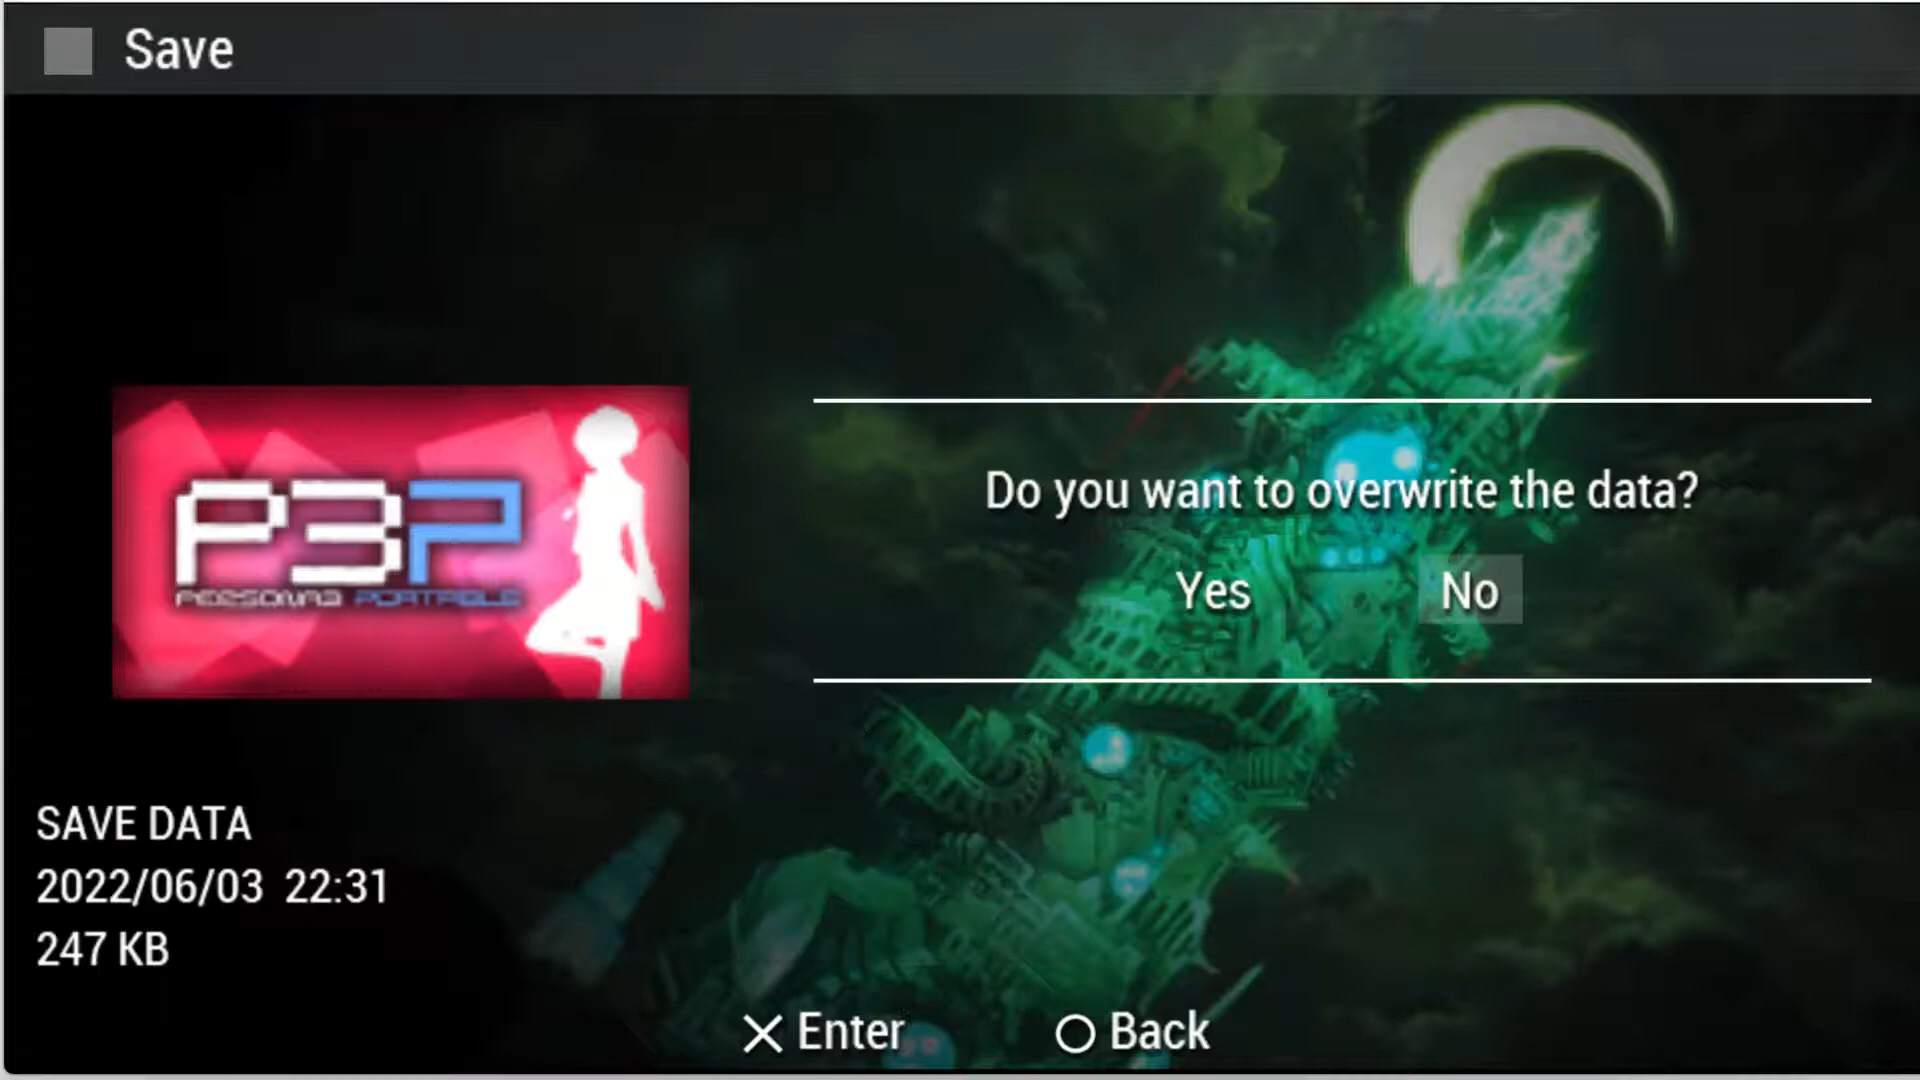 Save
P3P
PERSONA3 PORTABLE
Do you want to overwrite the data?
Yes No
SAVE DATA
2022/06/03 22:31
247 KB
Enter Back